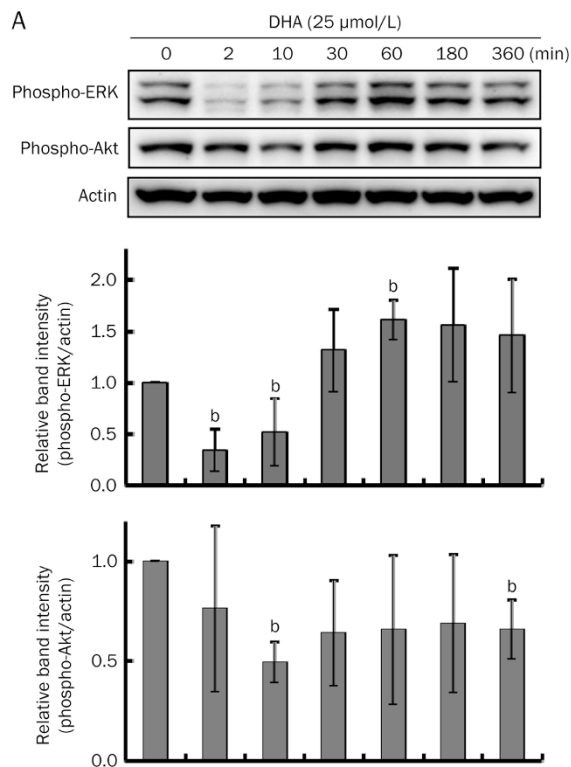 A
DHA (25 μmol/L)
0 2 10 30 60 180 360 (min)
Phospho-ERK
Phospho-Akt
Actin
Relative band intensity
(phospho-ERK/actin)
2.0
1.5
1.0
0.5
0.0
b
b
b
Relative band intensity
(phospho-Akt/actin)
1.0
0.5
0.0
b
b